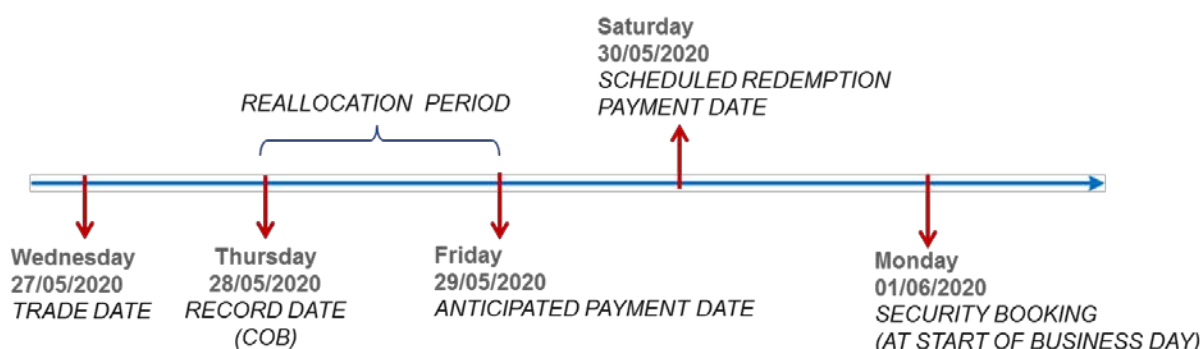 Saturday
30/05/2020
SCHEDULED REDEMPTION
PAYMENT DATE
REALLOCATION PERIOD
Wednesday
27/05/2020
TRADE DATE
Thursday
28/05/2020
RECORD DATE
(COB)
Friday
29/05/2020
ANTICIPATED PAYMENT DATE
Monday
01/06/2020
SECURITY BOOKING
(AT START OF BUSINESS DAY)